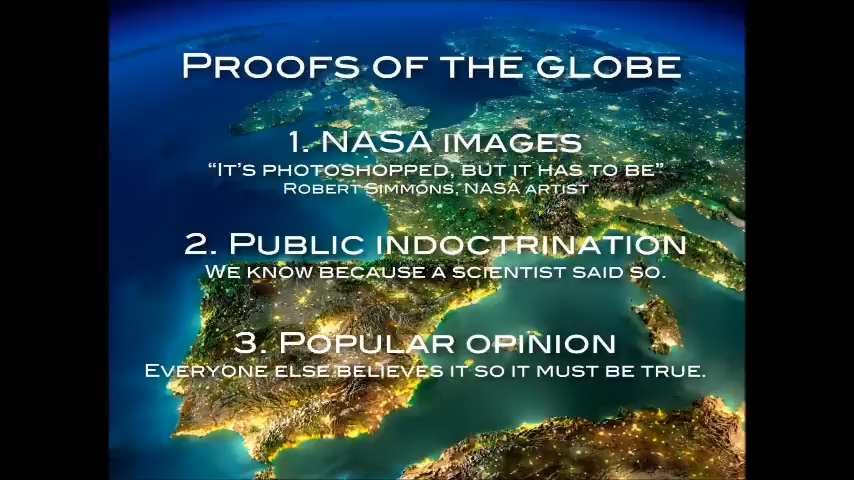 PROOFS OF THE GLOBE
1. NASA IMAGES
"IT'S PHOTOSHOPPED, BUT IT HAS TO BE"
ROBERT SIMMONS, NASA ARTIST
2. PUBLIC INDOCTRINATION
WE KNOW BECAUSE A SCIENTIST SAID SO.
3. POPULAR OPINION
EVERYONE ELSE BELIEVES IT SO IT MUST BE TRUE.